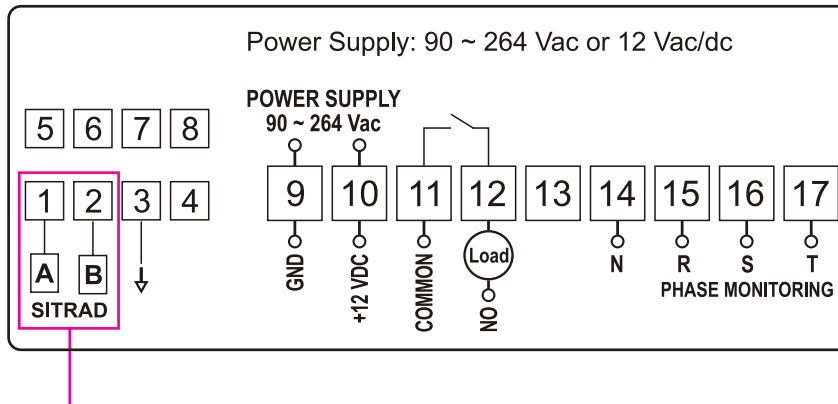 Power Supply: 90 ~ 264 Vac or 12 Vac/dc
POWER SUPPLY
90 ~ 264 Vac
5 6 7 8
1 2 3 4
9 10 11 12 13 14 15 16 17
A B
SITRAD
GND
+12 VDC
COMMON
Load
NO
N R S T
PHASE MONITORING